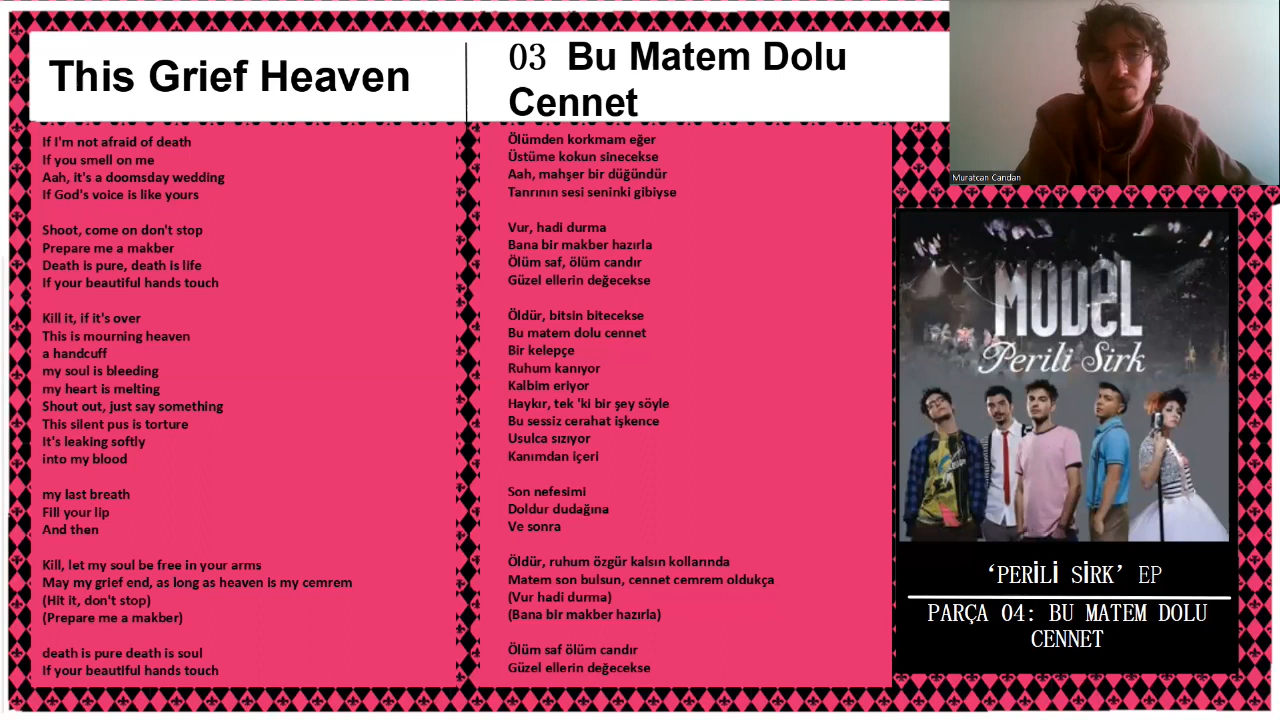 This Grief Heaven
03 Bu Matem Dolu
Cennet
If I'm not afraid of death
If you smell on me
Aah, it's a doomsday wedding
If God's voice is like yours
Shoot, come on don't stop
Prepare me a makber
Death is pure, death is life
If your beautiful hands touch
Kill it, if it's over
This is mourning heaven
a handcuff
my soul is bleeding
my heart is melting
Shout out, just say something
This silent pus is torture
It's leaking softly
into my blood
my last breath
Fill your lip
And then
Kill, let my soul be free in your arms
May my grief end, as long as heaven is my cemrem
(Hit it, don't stop)
(Prepare me a makber)
death is pure death is soul
If your beautiful hands touch
Ölümden korkmam eğer
Üstüme kokun sinecekse
Aah, mahşer bir düğündür
Tanrının sesi seninki gibiyse
Vur, hadi durma
Bana bir makber hazırla
Ölüm saf, ölüm candır
Güzel ellerin değecekse
Öldür, bitsin bitecekse
Bu matem dolu cennet
Bir kelepçe
Ruhum kanıyor
Kalbim eriyor
Haykır, tek 'ki bir şey söyle
Bu sessiz cerahat işkence
Usulca sızıyor
Kanımdan içeri
Son nefesimi
Doldur dudağına
Ve sonra
Öldür, ruhum özgür kalsın kollarında
Matem son bulsun, cennet cemrem oldukça
(Vur hadi durma)
(Bana bir makber hazırla)
Ölüm saf ölüm candır
Güzel ellerin değecekse
Muratcan Candan
MODEL
Perili Sirk
‘PERİLİ SİRK’ EP
PARÇA 04: BU MATEM DOLU
CENNET